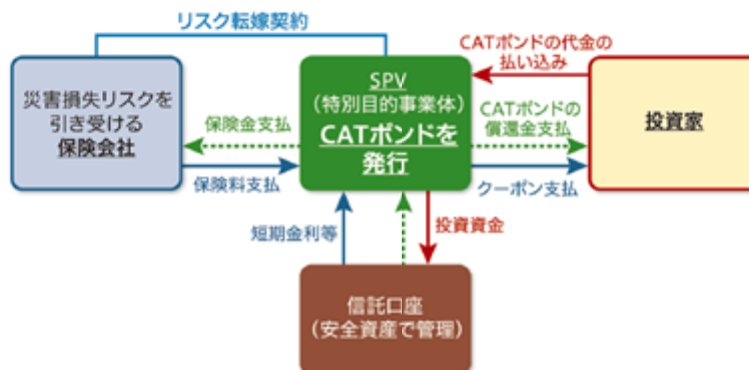 リスク転嫁契約
災害損失リスクを
引き受ける
保険会社
保険金支払
保険料支払
SPV
（特別目的事業体）
CATボンドを
発行
CATボンドの代金の
払い込み
CATボンドの
償還金支払
クーポン支払
投資家
短期金利等
投資資金
信託口座
（安全資産で管理）